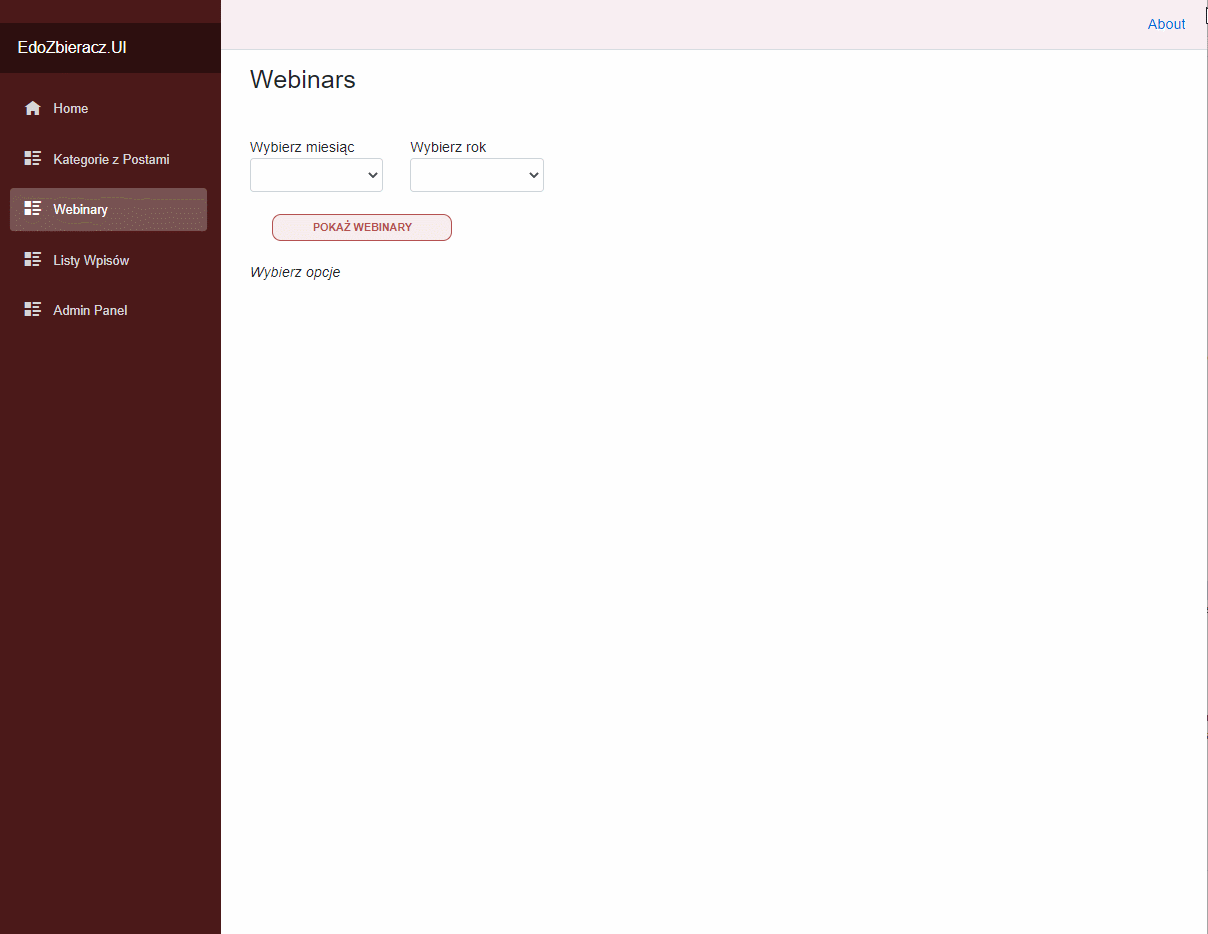 EdoZbieracz.UI
About
Home
Kategorie z Postami
Webinary
Listy Wpisów
Admin Panel
Webinars
Wybierz miesiąc
Wybierz rok
POKAŻ WEBINARY
Wybierz opcje